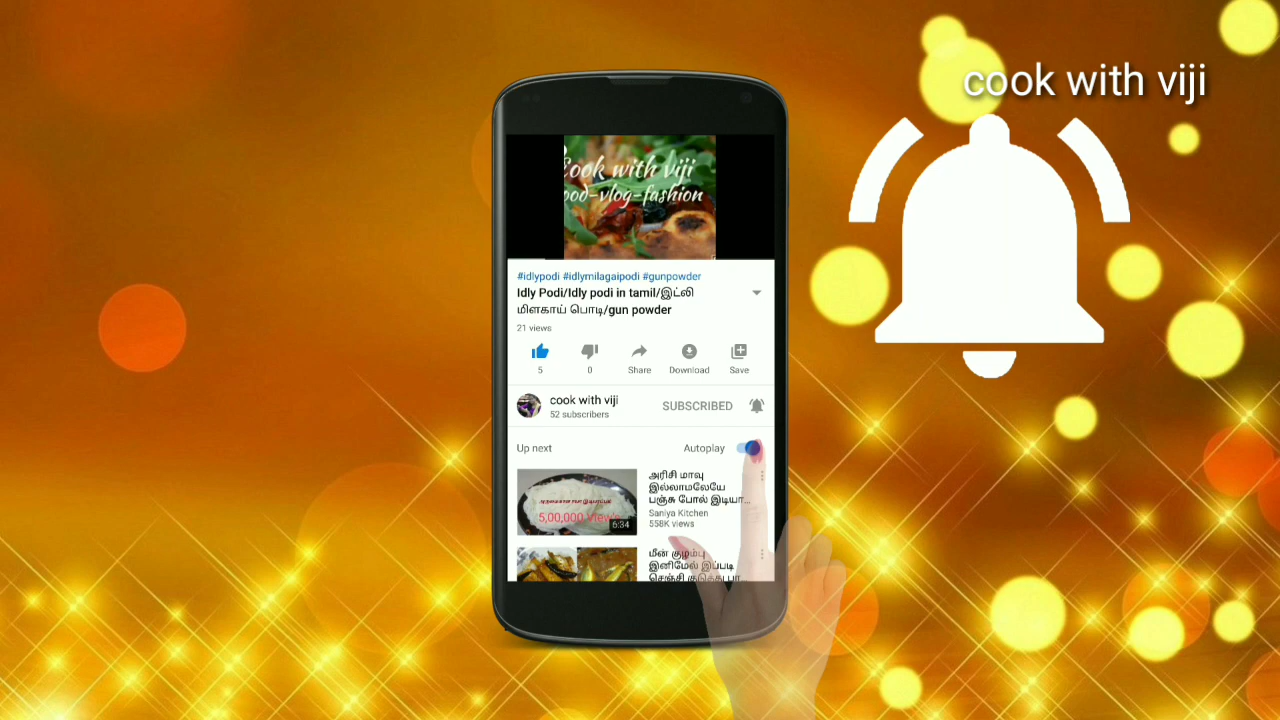 cook with viji
Cook with viji
ood-vlog-fashion
#idlypodi #idlymilagaipodi #gunpowder
Idly Podi/Idly podi in tamil/இட்லி
மிளகாய் பொடி/gun powder
21 views
5
0
Share
Download
Save
cook with viji
52 subscribers
SUBSCRIBED
Up next
Autoplay
அரிசி மாவு
இல்லாமலேயே
பஞ்சு போல் இடியா...
Saniya Kitchen
558K views
5,00,000 Views
6:34
மீன் குழம்பு
இனிமேல் இப்படி
செஞ்சி குடுத்து பா...